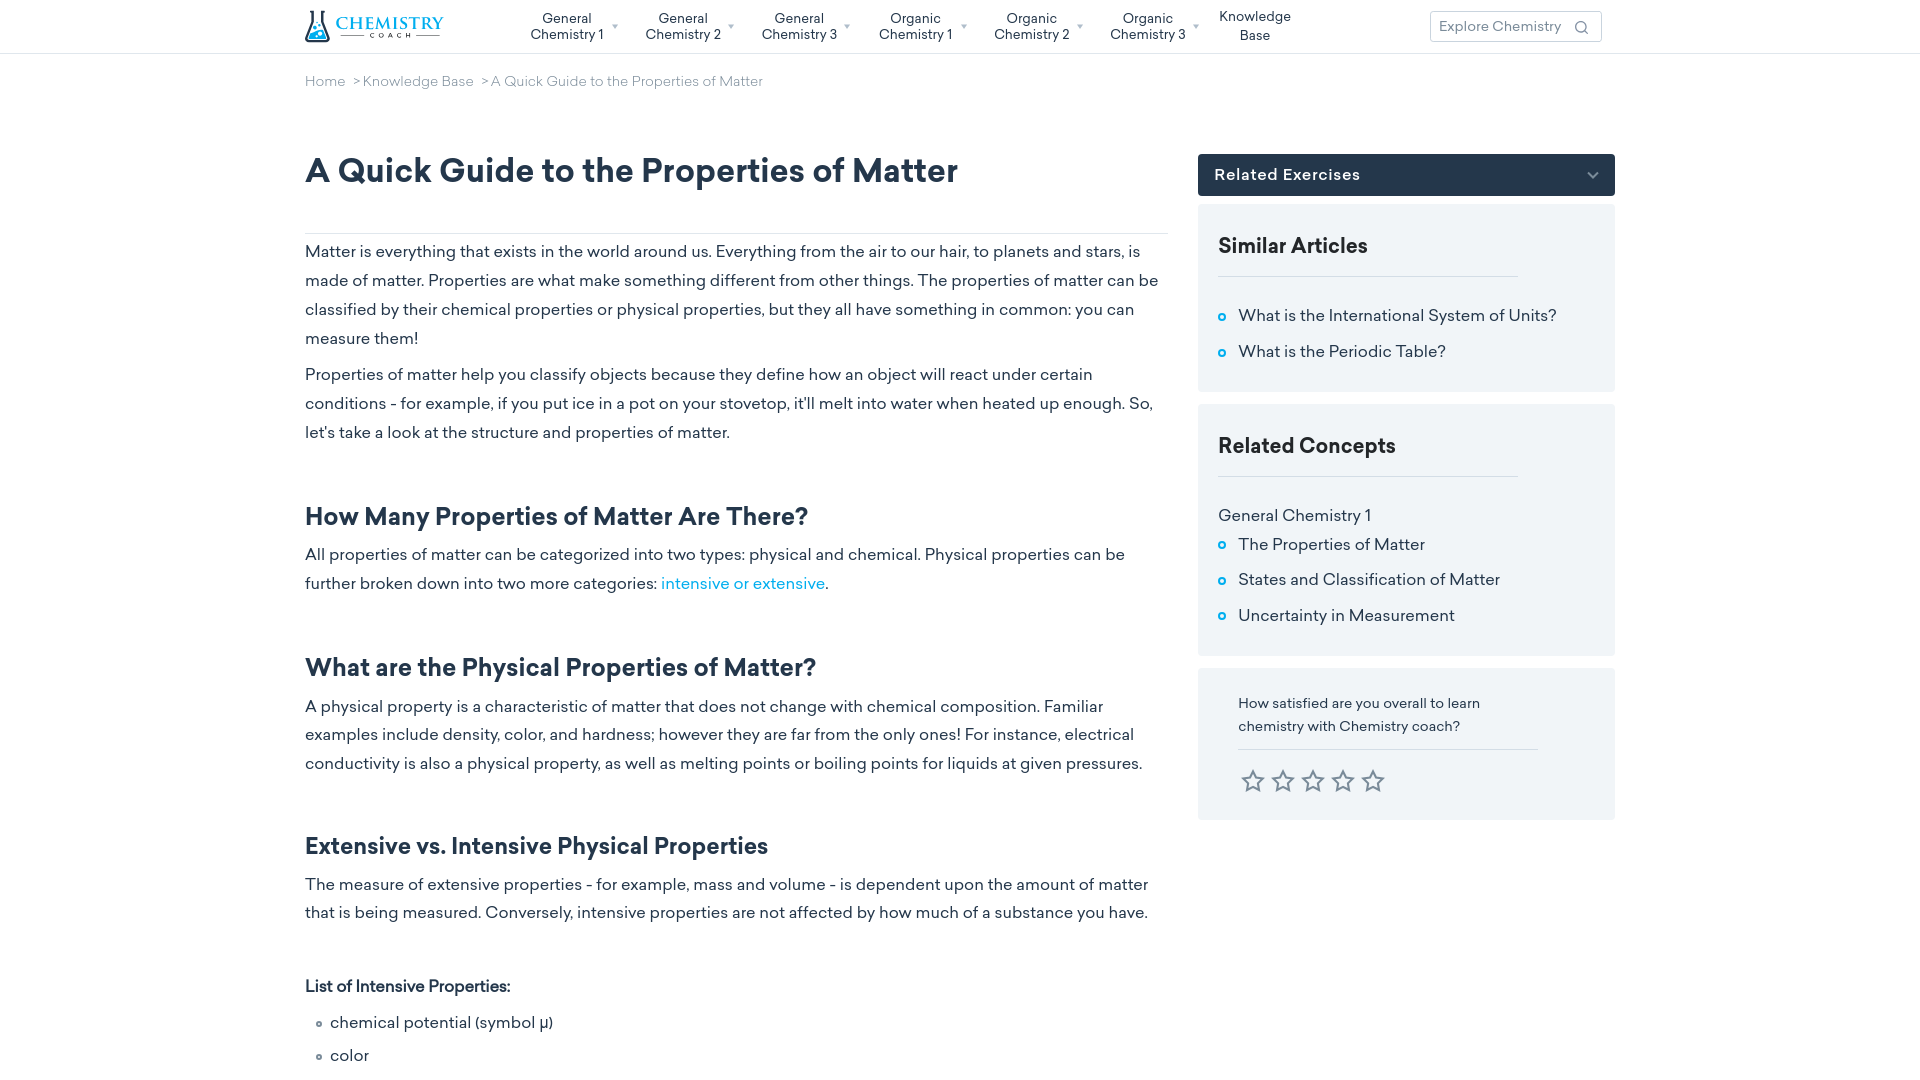 CHEMISTRY
COACH
General
Chemistry 1
General
Chemistry 2
General
Chemistry 3
Organic
Chemistry 1
Organic
Chemistry 2
Organic
Chemistry 3
Knowledge
Base
Explore Chemistry
Home > Knowledge Base > A Quick Guide to the Properties of Matter
A Quick Guide to the Properties of Matter
Matter is everything that exists in the world around us. Everything from the air to our hair, to planets and stars, is
made of matter. Properties are what make something different from other things. The properties of matter can be
classified by their chemical properties or physical properties, but they all have something in common: you can
measure them!
Properties of matter help you classify objects because they define how an object will react under certain
conditions - for example, if you put ice in a pot on your stovetop, it'll melt into water when heated up enough. So,
let's take a look at the structure and properties of matter.
How Many Properties of Matter Are There?
All properties of matter can be categorized into two types: physical and chemical. Physical properties can be
further broken down into two more categories: intensive or extensive.
What are the Physical Properties of Matter?
A physical property is a characteristic of matter that does not change with chemical composition. Familiar
examples include density, color, and hardness; however they are far from the only ones! For instance, electrical
conductivity is also a physical property, as well as melting points or boiling points for liquids at given pressures.
Extensive vs. Intensive Physical Properties
The measure of extensive properties - for example, mass and volume - is dependent upon the amount of matter
that is being measured. Conversely, intensive properties are not affected by how much of a substance you have.
List of Intensive Properties:
chemical potential (symbol μ)
color
Related Exercises
Similar Articles
What is the International System of Units?
What is the Periodic Table?
Related Concepts
General Chemistry 1
The Properties of Matter
States and Classification of Matter
Uncertainty in Measurement
How satisfied are you overall to learn
chemistry with Chemistry coach?